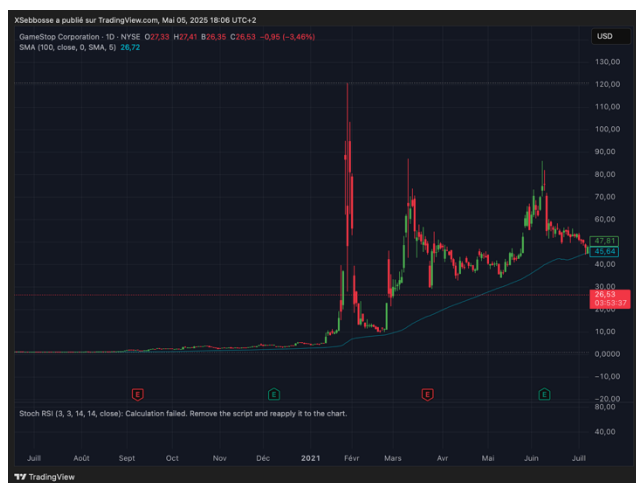 XSebbosse a publié sur TradingView.com, Mai 05, 2025 18:06 UTC+2
GameStop Corporation · 1D · NYSE O27,33 H27,41 B26,35 C26,53 −0,95 (−3,46%)
SMA (100, close, 0, SMA, 5) 26,72
USD
130,00
120,00
110,00
100,00
90,00
80,00
70,00
60,00
47,81
45,64
40,00
30,00
26,53
03:53:37
20,00
10,00
0,0000
−10,00
−20,00
E
E
E
E
Stoch RSI (3, 3, 14, 14, close): Calculation failed. Remove the script and reapply it to the chart.
80,00
40,00
Juill Août Sept Oct Nov Déc 2021 Févr Mars Avr Mai Juin Juill
TradingView